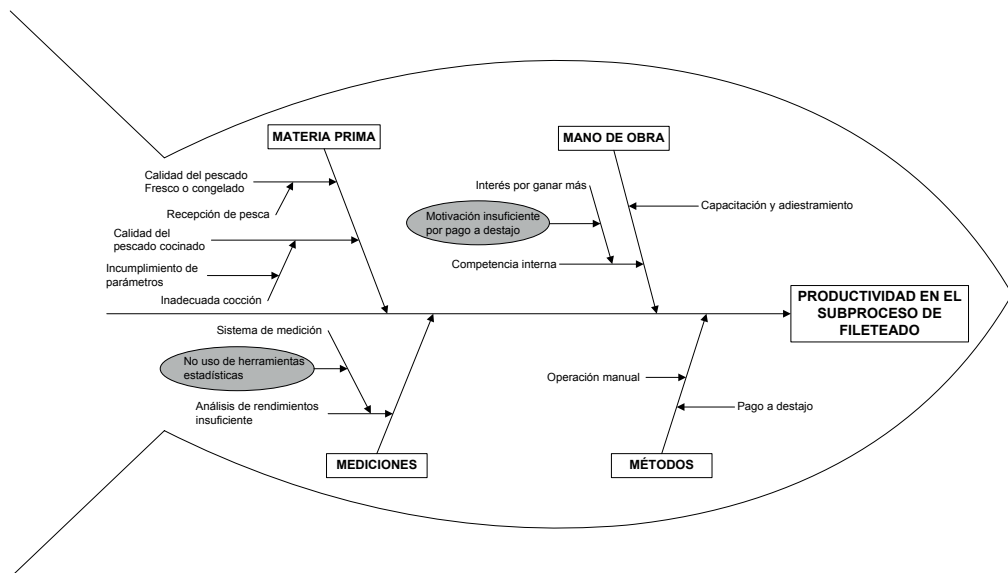 MATERIA PRIMA
Calidad del pescado
Fresco o congelado
Recepción de pesca
Calidad del
pescado cocinado
Incumplimiento de
parámetros
Inadecuada cocción
MANO DE OBRA
Interés por ganar más
Motivación insuficiente
por pago a destajo
Competencia interna
Capacitación y adiestramiento
PRODUCTIVIDAD EN EL
SUBPROCESO DE
FILETEADO
Sistema de medición
No uso de herramientas
estadísticas
Análisis de rendimientos
insuficiente
MEDICIONES
Operación manual
Pago a destajo
MÉTODOS